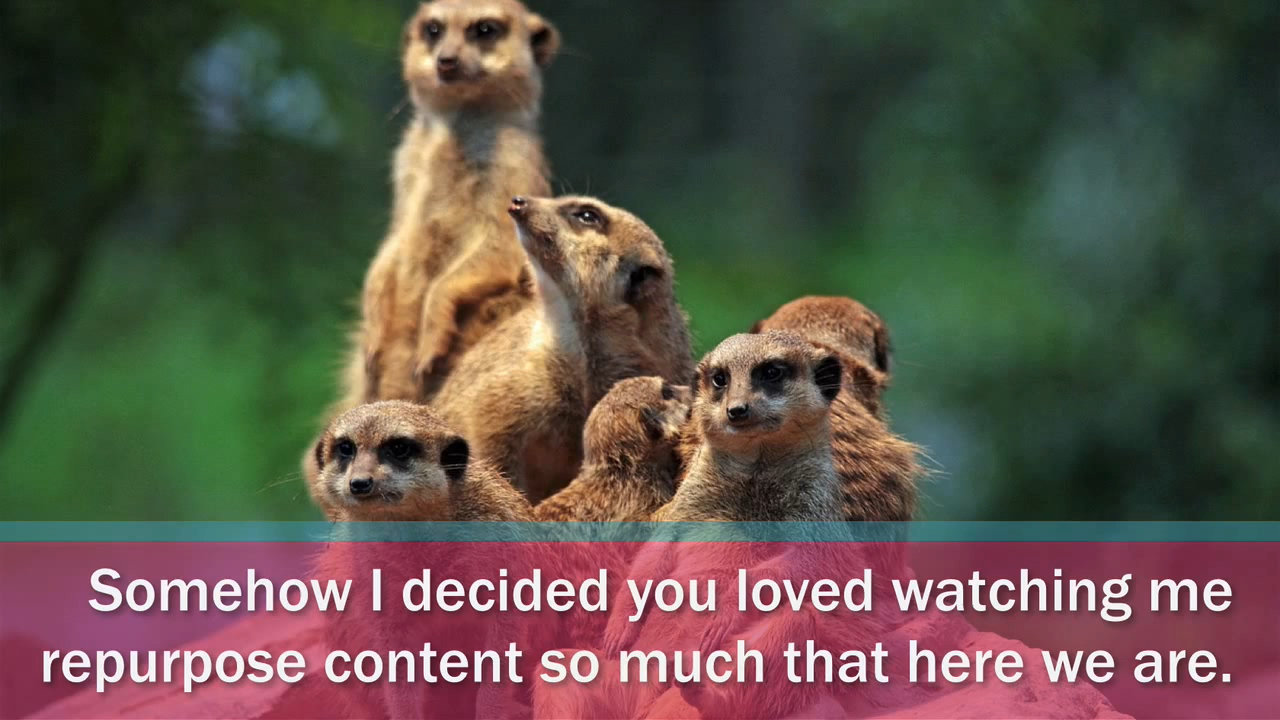 Somehow I decided you loved watching me
repurpose content so much that here we are.